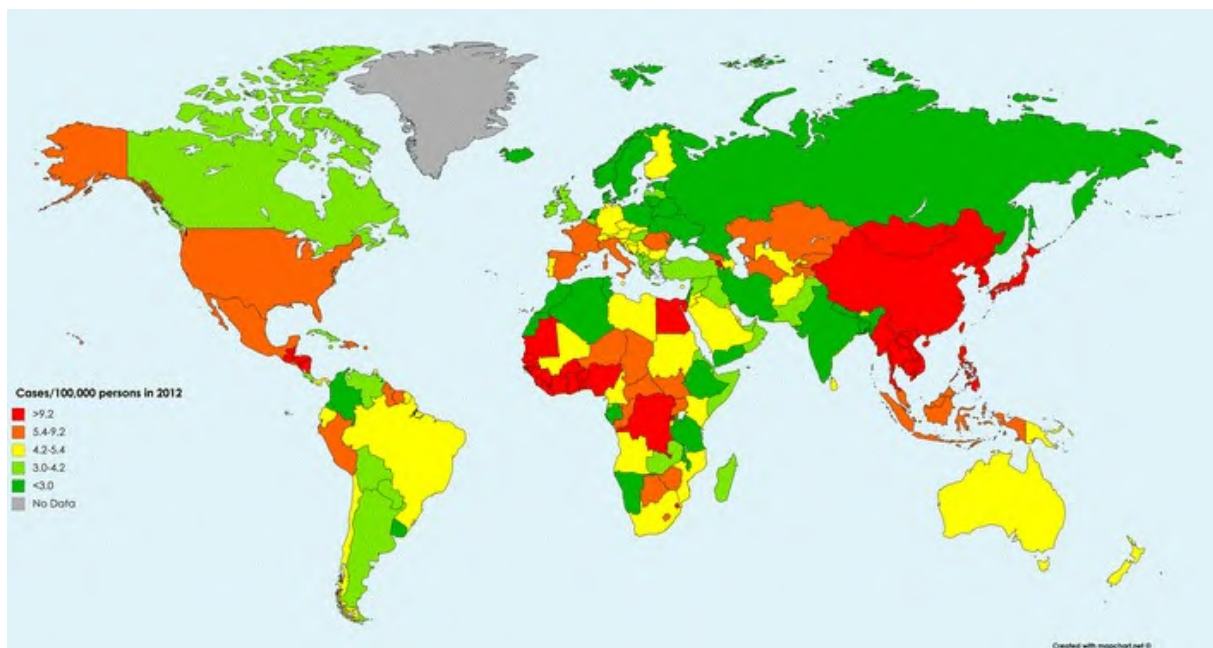 Cases/100,000 persons in 2012
>9.2
5.4-9.2
4.2-5.4
3.0-4.2
<3.0
No Data
Created with mapchart.net ©